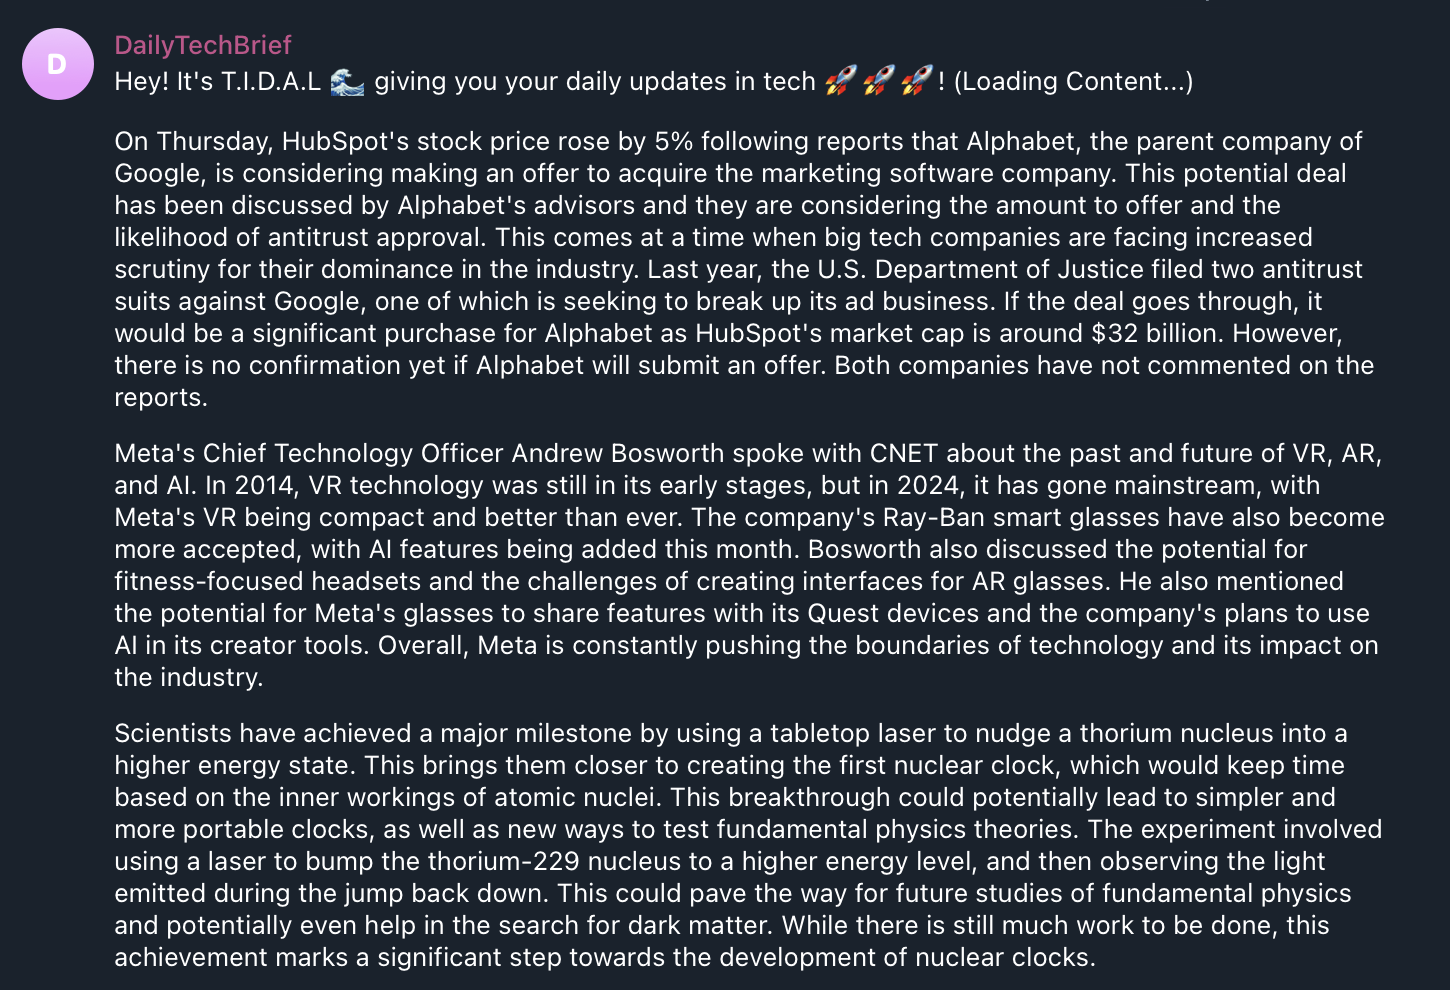 D
DailyTechBrief
Hey! It's T.I.D.A.L 🌊 giving you your daily updates in tech 🚀🚀🚀! (Loading Content...)
On Thursday, HubSpot's stock price rose by 5% following reports that Alphabet, the parent company of
Google, is considering making an offer to acquire the marketing software company. This potential deal
has been discussed by Alphabet's advisors and they are considering the amount to offer and the
likelihood of antitrust approval. This comes at a time when big tech companies are facing increased
scrutiny for their dominance in the industry. Last year, the U.S. Department of Justice filed two antitrust
suits against Google, one of which is seeking to break up its ad business. If the deal goes through, it
would be a significant purchase for Alphabet as HubSpot's market cap is around $32 billion. However,
there is no confirmation yet if Alphabet will submit an offer. Both companies have not commented on the
reports.
Meta's Chief Technology Officer Andrew Bosworth spoke with CNET about the past and future of VR, AR,
and AI. In 2014, VR technology was still in its early stages, but in 2024, it has gone mainstream, with
Meta's VR being compact and better than ever. The company's Ray-Ban smart glasses have also become
more accepted, with AI features being added this month. Bosworth also discussed the potential for
fitness-focused headsets and the challenges of creating interfaces for AR glasses. He also mentioned
the potential for Meta's glasses to share features with its Quest devices and the company's plans to use
AI in its creator tools. Overall, Meta is constantly pushing the boundaries of technology and its impact on
the industry.
Scientists have achieved a major milestone by using a tabletop laser to nudge a thorium nucleus into a
higher energy state. This brings them closer to creating the first nuclear clock, which would keep time
based on the inner workings of atomic nuclei. This breakthrough could potentially lead to simpler and
more portable clocks, as well as new ways to test fundamental physics theories. The experiment involved
using a laser to bump the thorium-229 nucleus to a higher energy level, and then observing the light
emitted during the jump back down. This could pave the way for future studies of fundamental physics
and potentially even help in the search for dark matter. While there is still much work to be done, this
achievement marks a significant step towards the development of nuclear clocks.